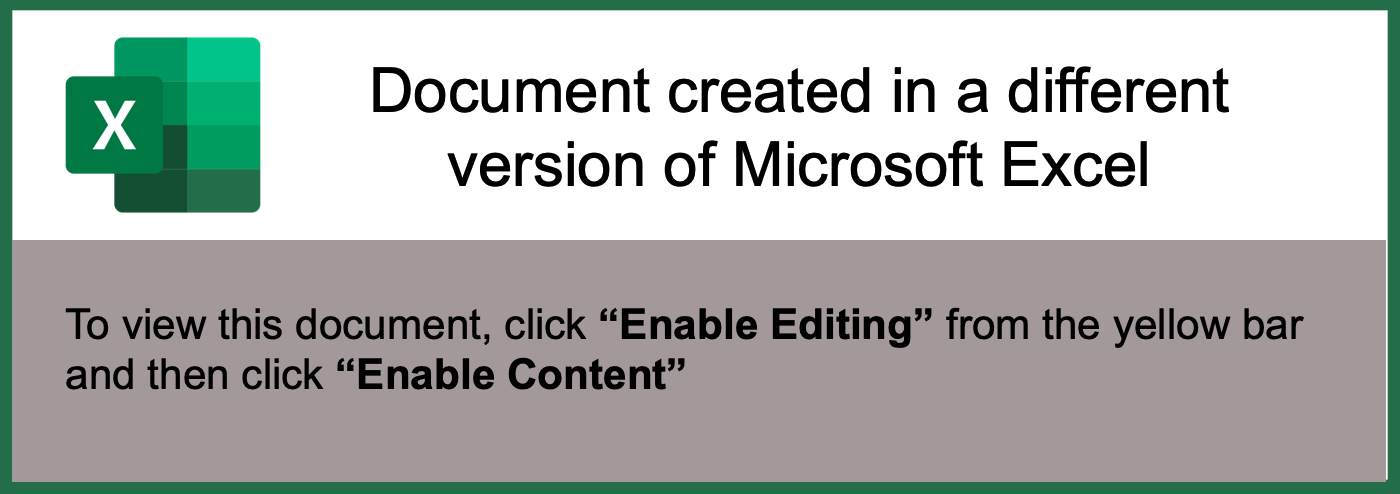 X
Document created in a different
version of Microsoft Excel
To view this document, click “Enable Editing” from the yellow bar
and then click “Enable Content”